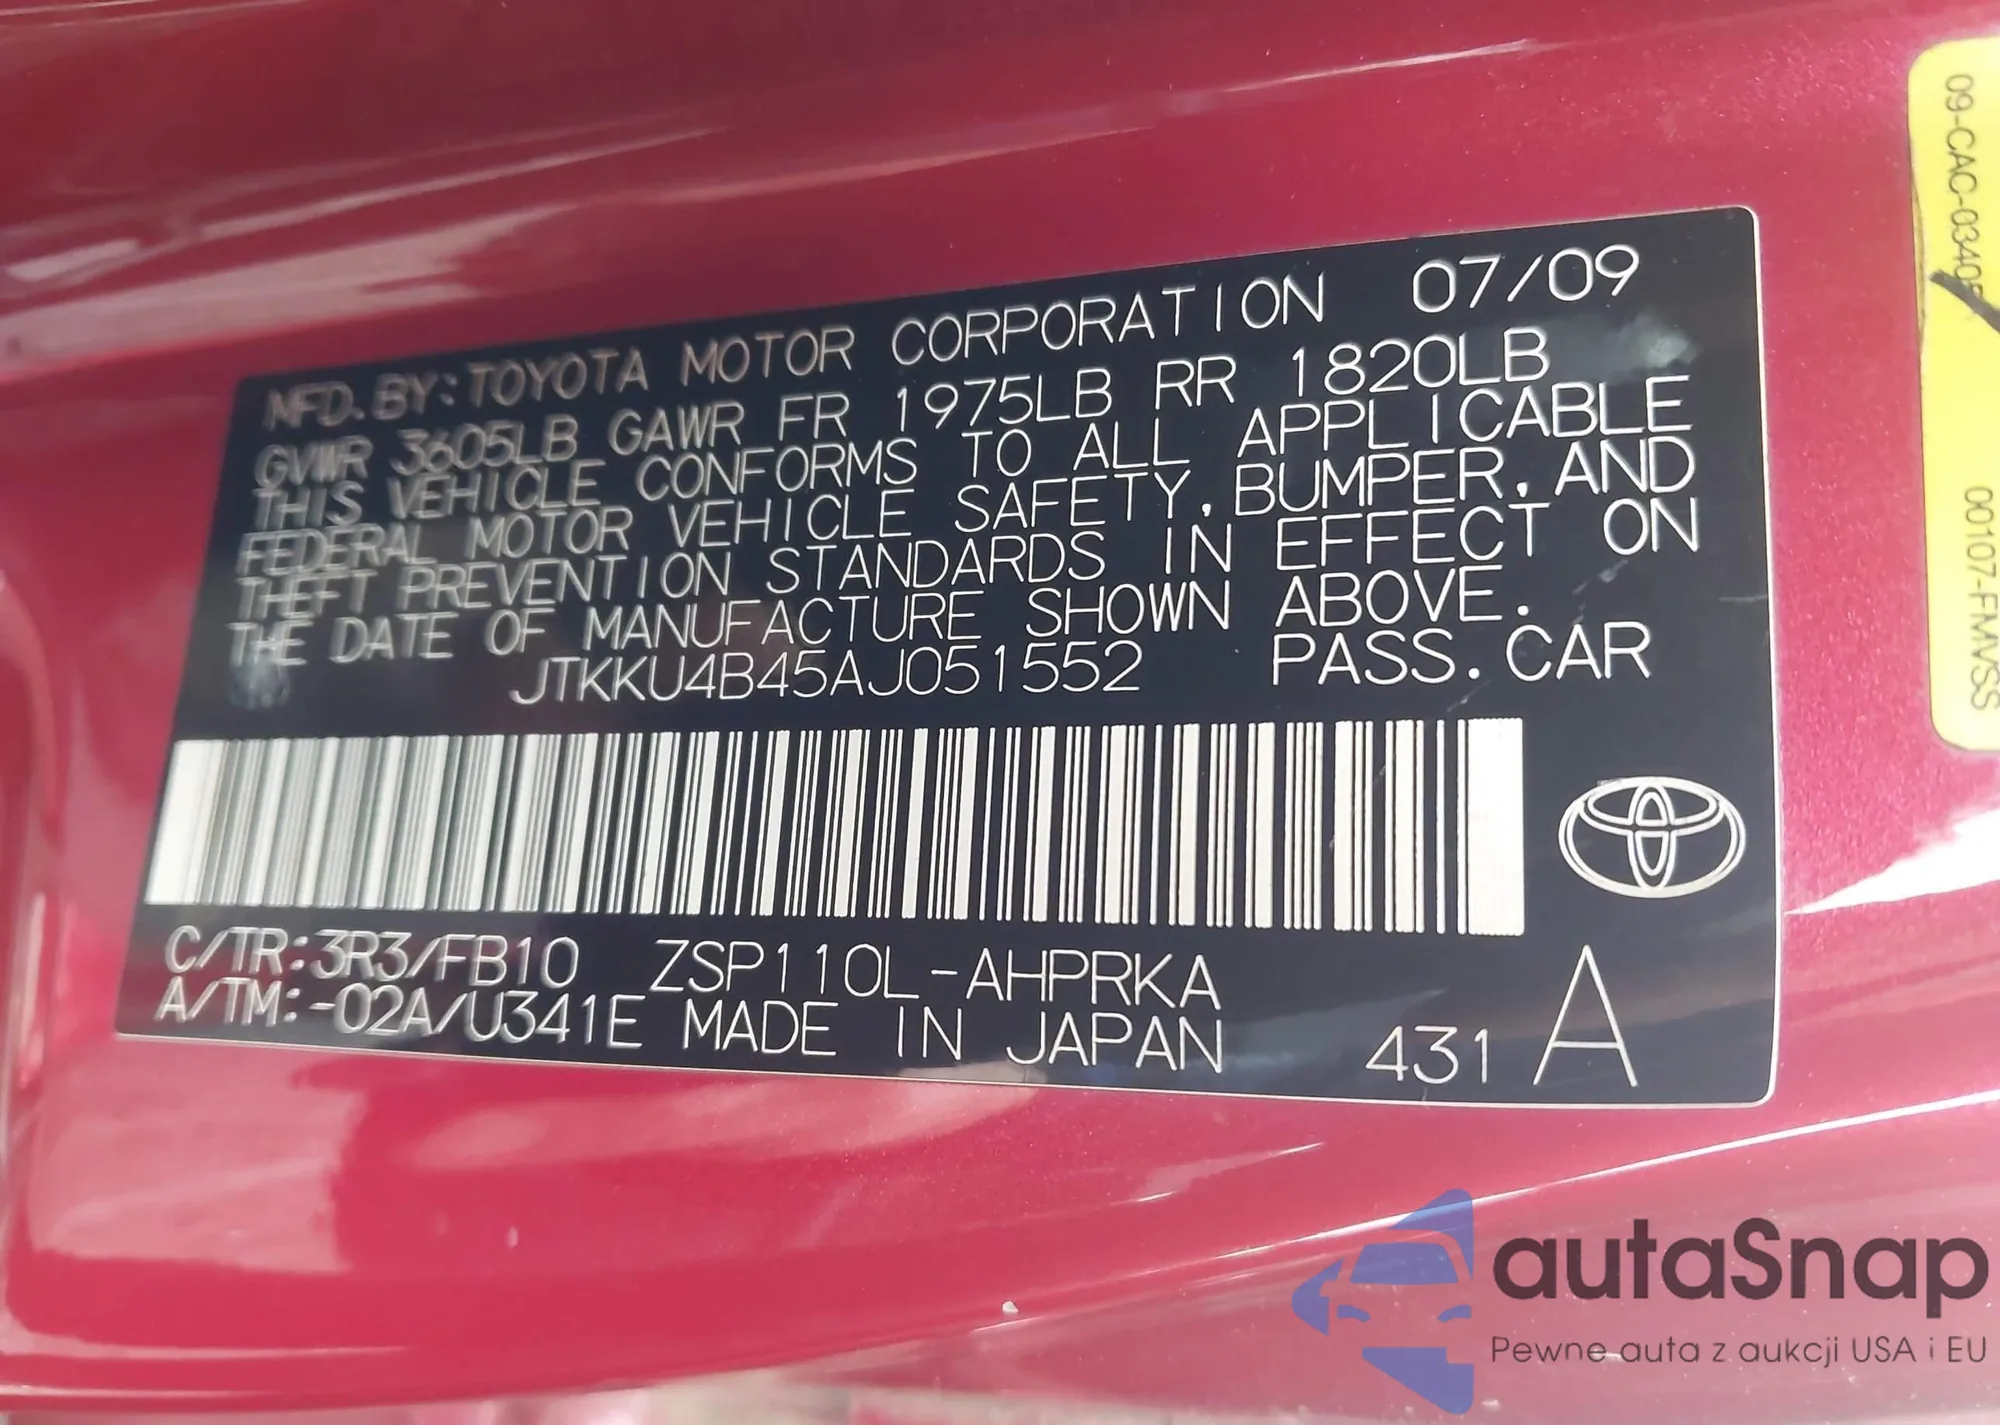 MFD. BY: TOYOTA MOTOR CORPORATION 07/09
GVWR 3605LB GAWR FR 1975LB RR 1820LB
THIS VEHICLE CONFORMS TO ALL APPLICABLE
FEDERAL MOTOR VEHICLE SAFETY, BUMPER, AND
THEFT PREVENTION STANDARDS IN EFFECT ON
THE DATE OF MANUFACTURE SHOWN ABOVE.
JTKKU4B45AJ051552 PASS. CAR
C/TR: 3R3/FB10 ZSP110L-AHPRKA
A/TM: -02A/U341E MADE IN JAPAN 431 A
00107-FMVSS
autaSnap
Pewne auta z aukcji USA i EU